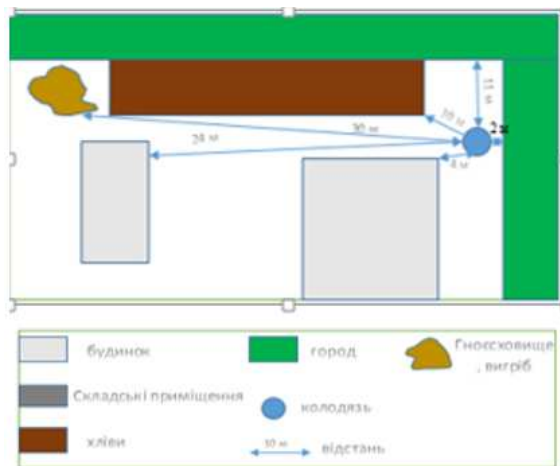 11 м
10 м
2 м
30 м
28 м
4 м
будинок
город
Гноєсховище
, вигріб
Складські приміщення
колодязь
хліви
10 м
відстань